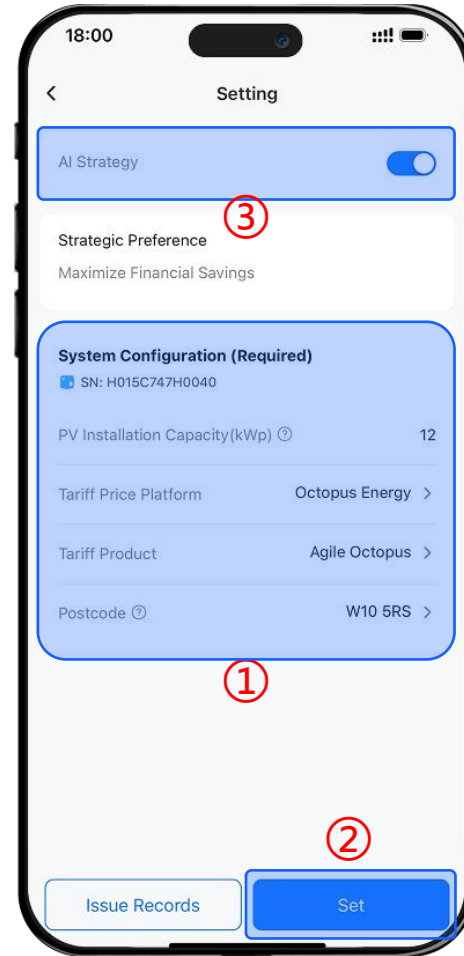 18:00
Setting
AI Strategy
③
Strategic Preference
Maximize Financial Savings
System Configuration (Required)
SN: H015C747H0040
PV Installation Capacity(kWp) ? 12
Tariff Price Platform Octopus Energy >
Tariff Product Agile Octopus >
Postcode ? W10 5RS >
①
②
Issue Records Set